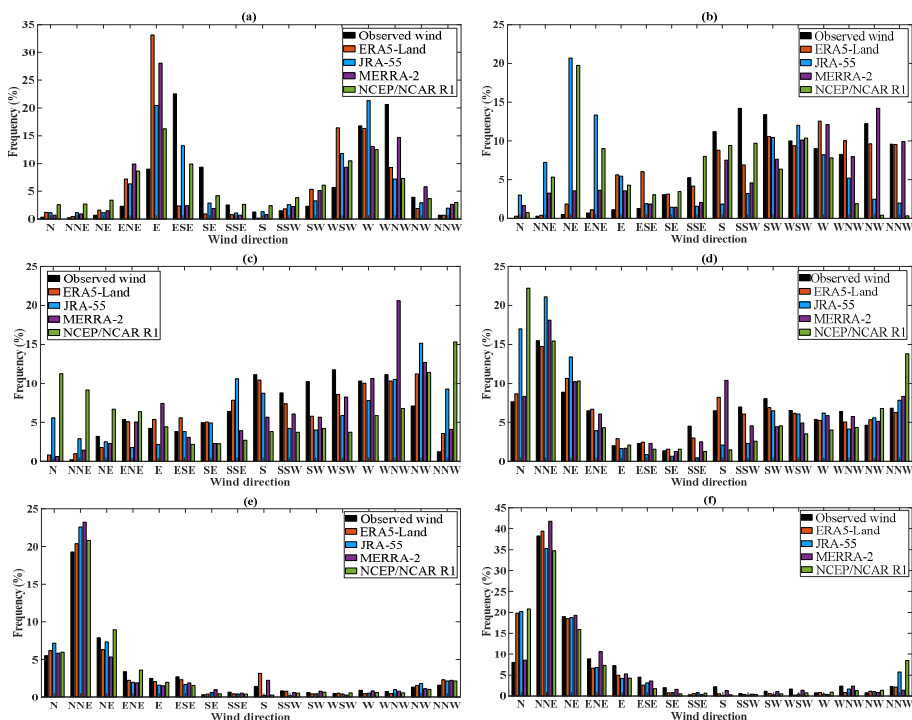 (a)
Frequency (%)
35
30
25
20
15
10
5
0
Observed wind
ERA5-Land
JRA-55
MERRA-2
NCEP/NCAR R1
N NNE NE ENE E ESE SE SSE S SSW SW WSW W WNW NW NNW
Wind direction
(b)
Frequency (%)
25
20
15
10
5
0
Observed wind
ERA5-Land
JRA-55
MERRA-2
NCEP/NCAR R1
N NNE NE ENE E ESE SE SSE S SSW SW WSW W WNW NW NNW
Wind direction
(c)
Frequency (%)
25
20
15
10
5
0
Observed wind
ERA5-Land
JRA-55
MERRA-2
NCEP/NCAR R1
N NNE NE ENE E ESE SE SSE S SSW SW WSW W WNW NW NNW
Wind direction
(d)
Frequency (%)
25
20
15
10
5
0
Observed wind
ERA5-Land
JRA-55
MERRA-2
NCEP/NCAR R1
N NNE NE ENE E ESE SE SSE S SSW SW WSW W WNW NW NNW
Wind direction
(e)
Frequency (%)
25
20
15
10
5
0
Observed wind
ERA5-Land
JRA-55
MERRA-2
NCEP/NCAR R1
N NNE NE ENE E ESE SE SSE S SSW SW WSW W WNW NW NNW
Wind direction
(f)
Frequency (%)
45
40
35
30
25
20
15
10
5
0
Observed wind
ERA5-Land
JRA-55
MERRA-2
NCEP/NCAR R1
N NNE NE ENE E ESE SE SSE S SSW SW WSW W WNW NW NNW
Wind direction